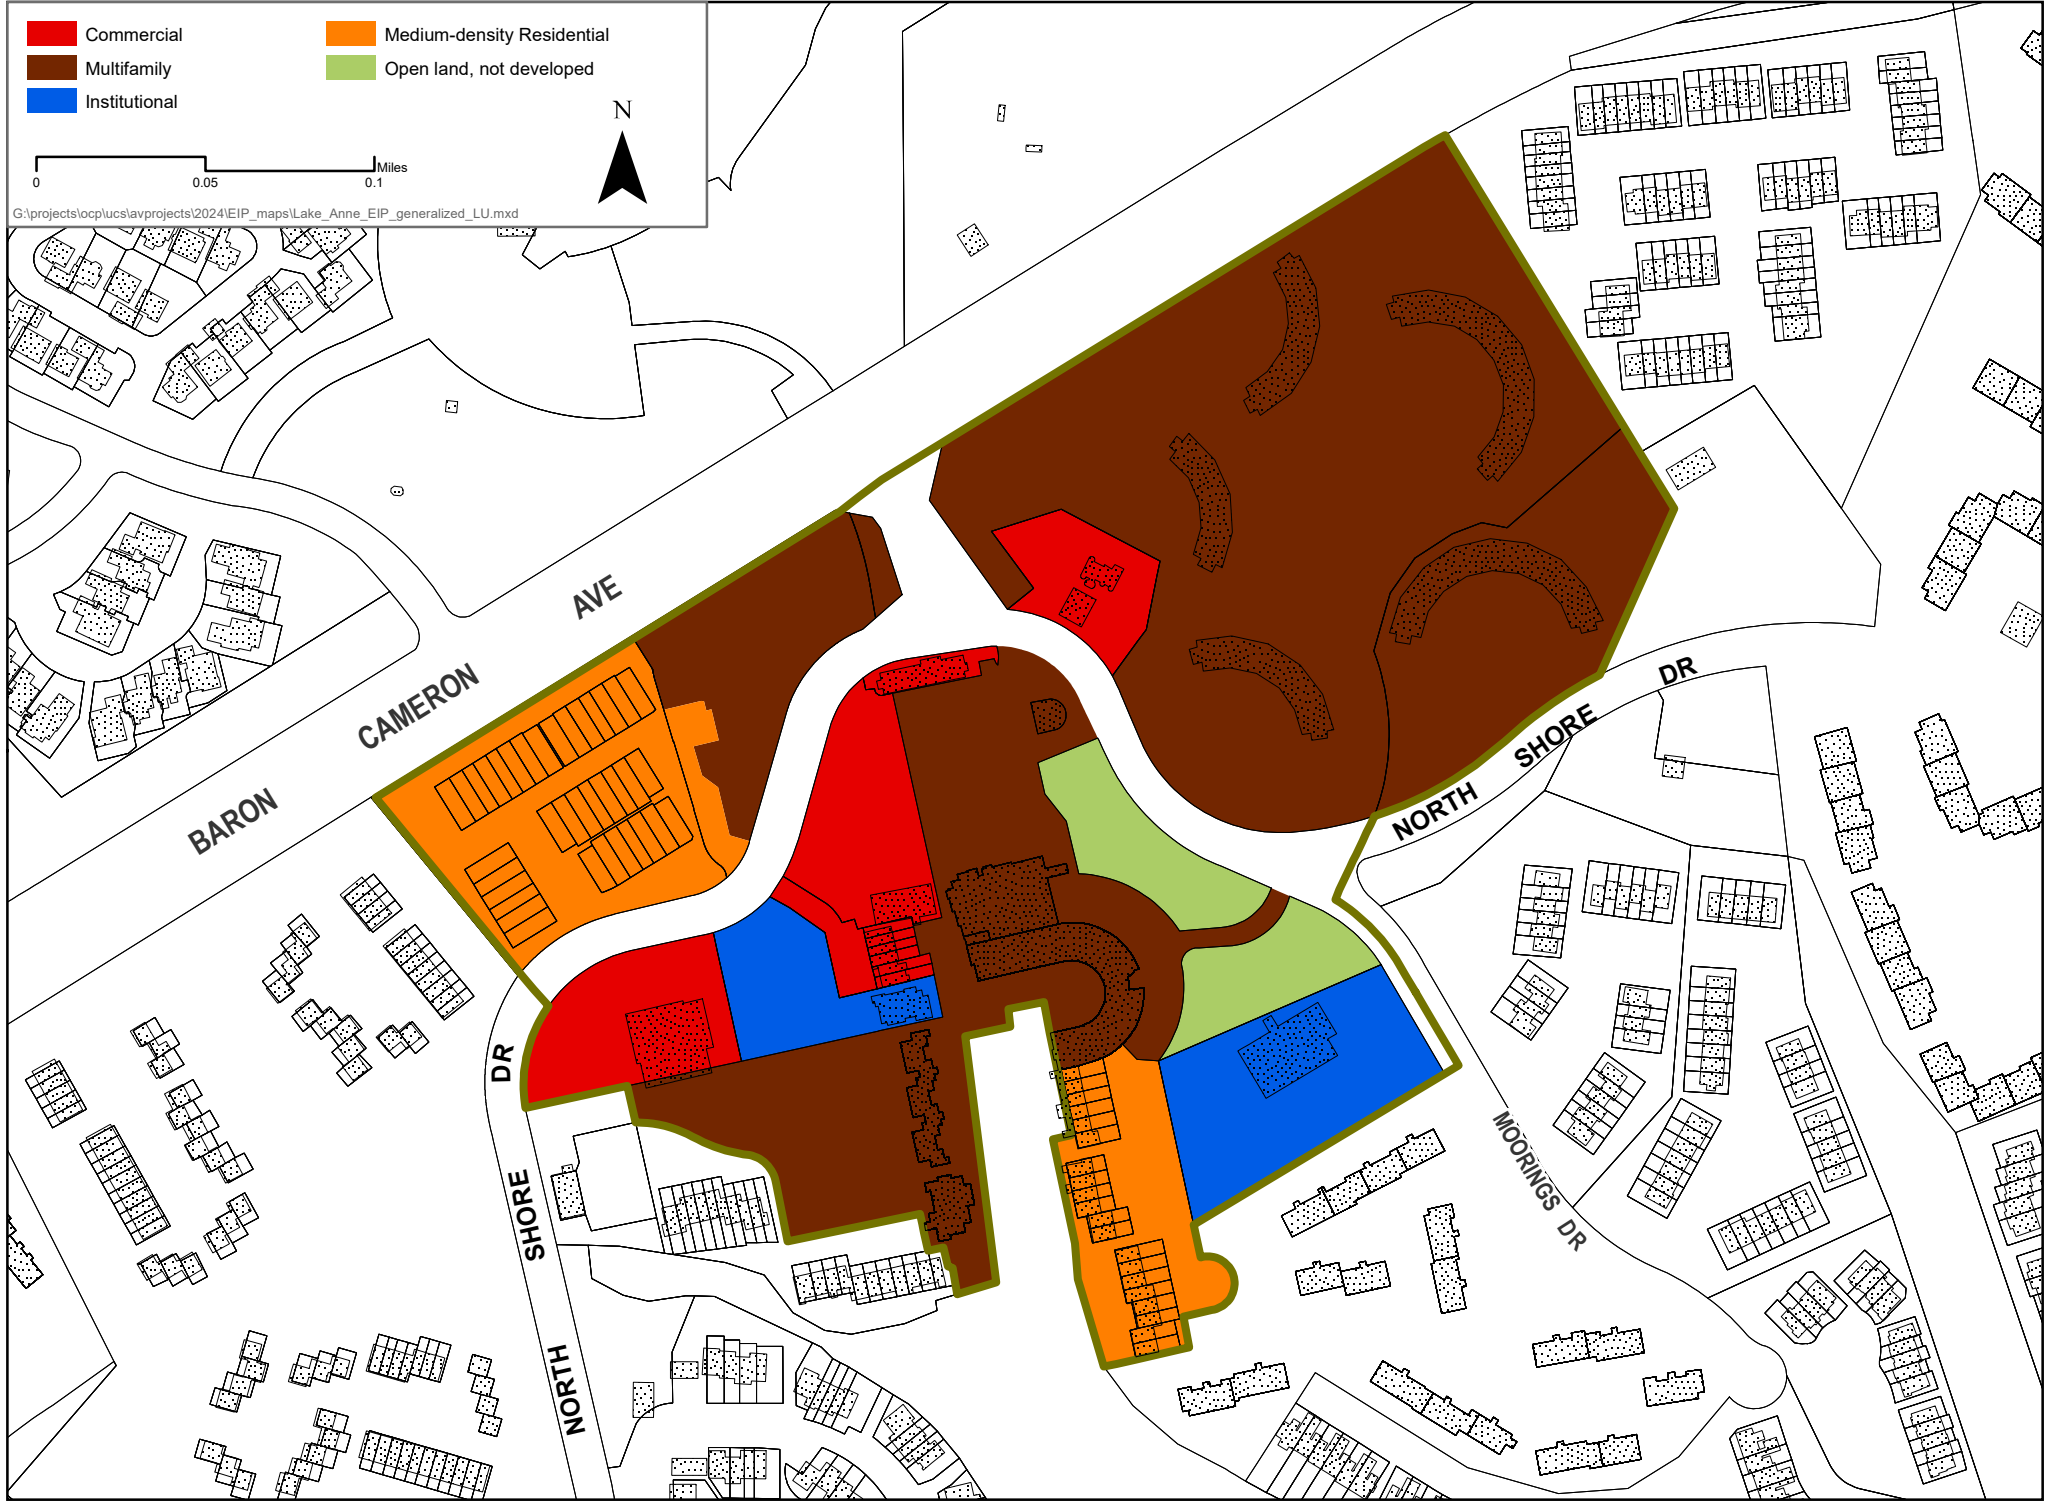 Commercial
Medium-density Residential
Multifamily
Open land, not developed
Institutional
N
Miles
0
0.05
0.1
G:\projects\ocp\ucs\avprojects\2024\EIP_maps\Lake_Anne_EIP_generalized_LU.mxd
BARON CAMERON AVE
NORTH SHORE DR
NORTH SHORE DR
MOORINGS DR